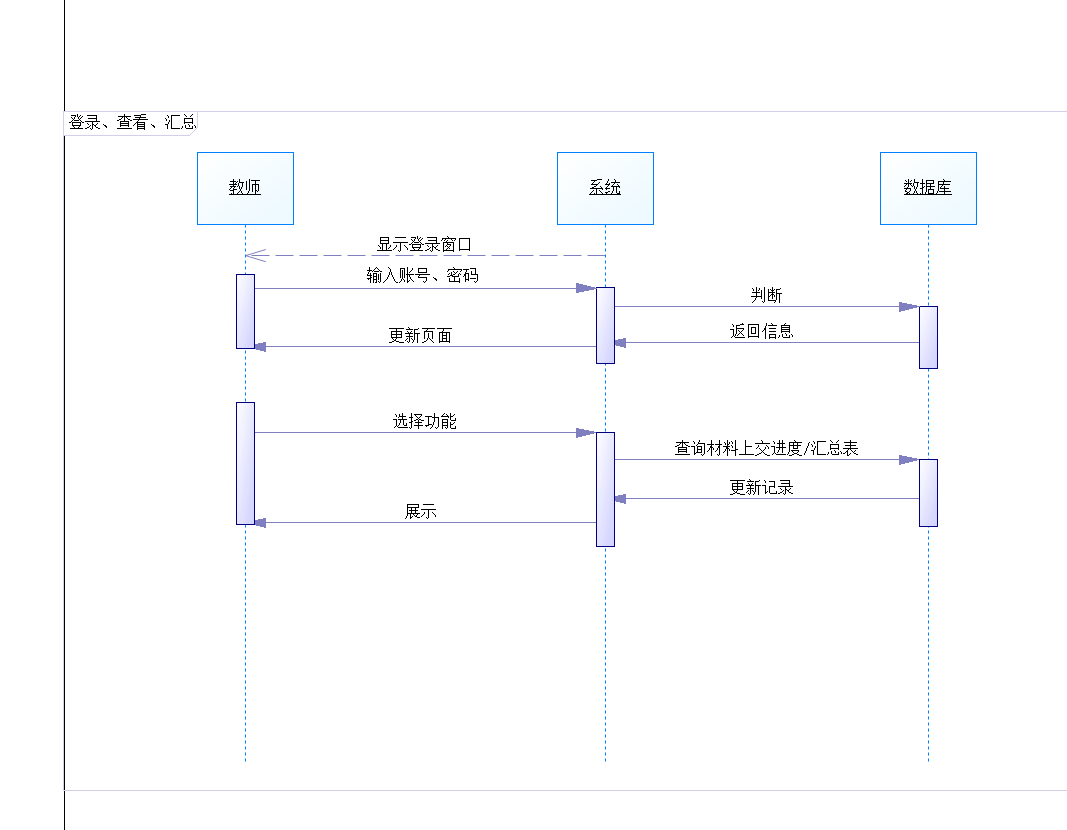 登录、查看、汇总
教师
系统
数据库
显示登录窗口
输入账号、密码
判断
返回信息
更新页面
选择功能
查询材料上交进度/汇总表
更新记录
展示